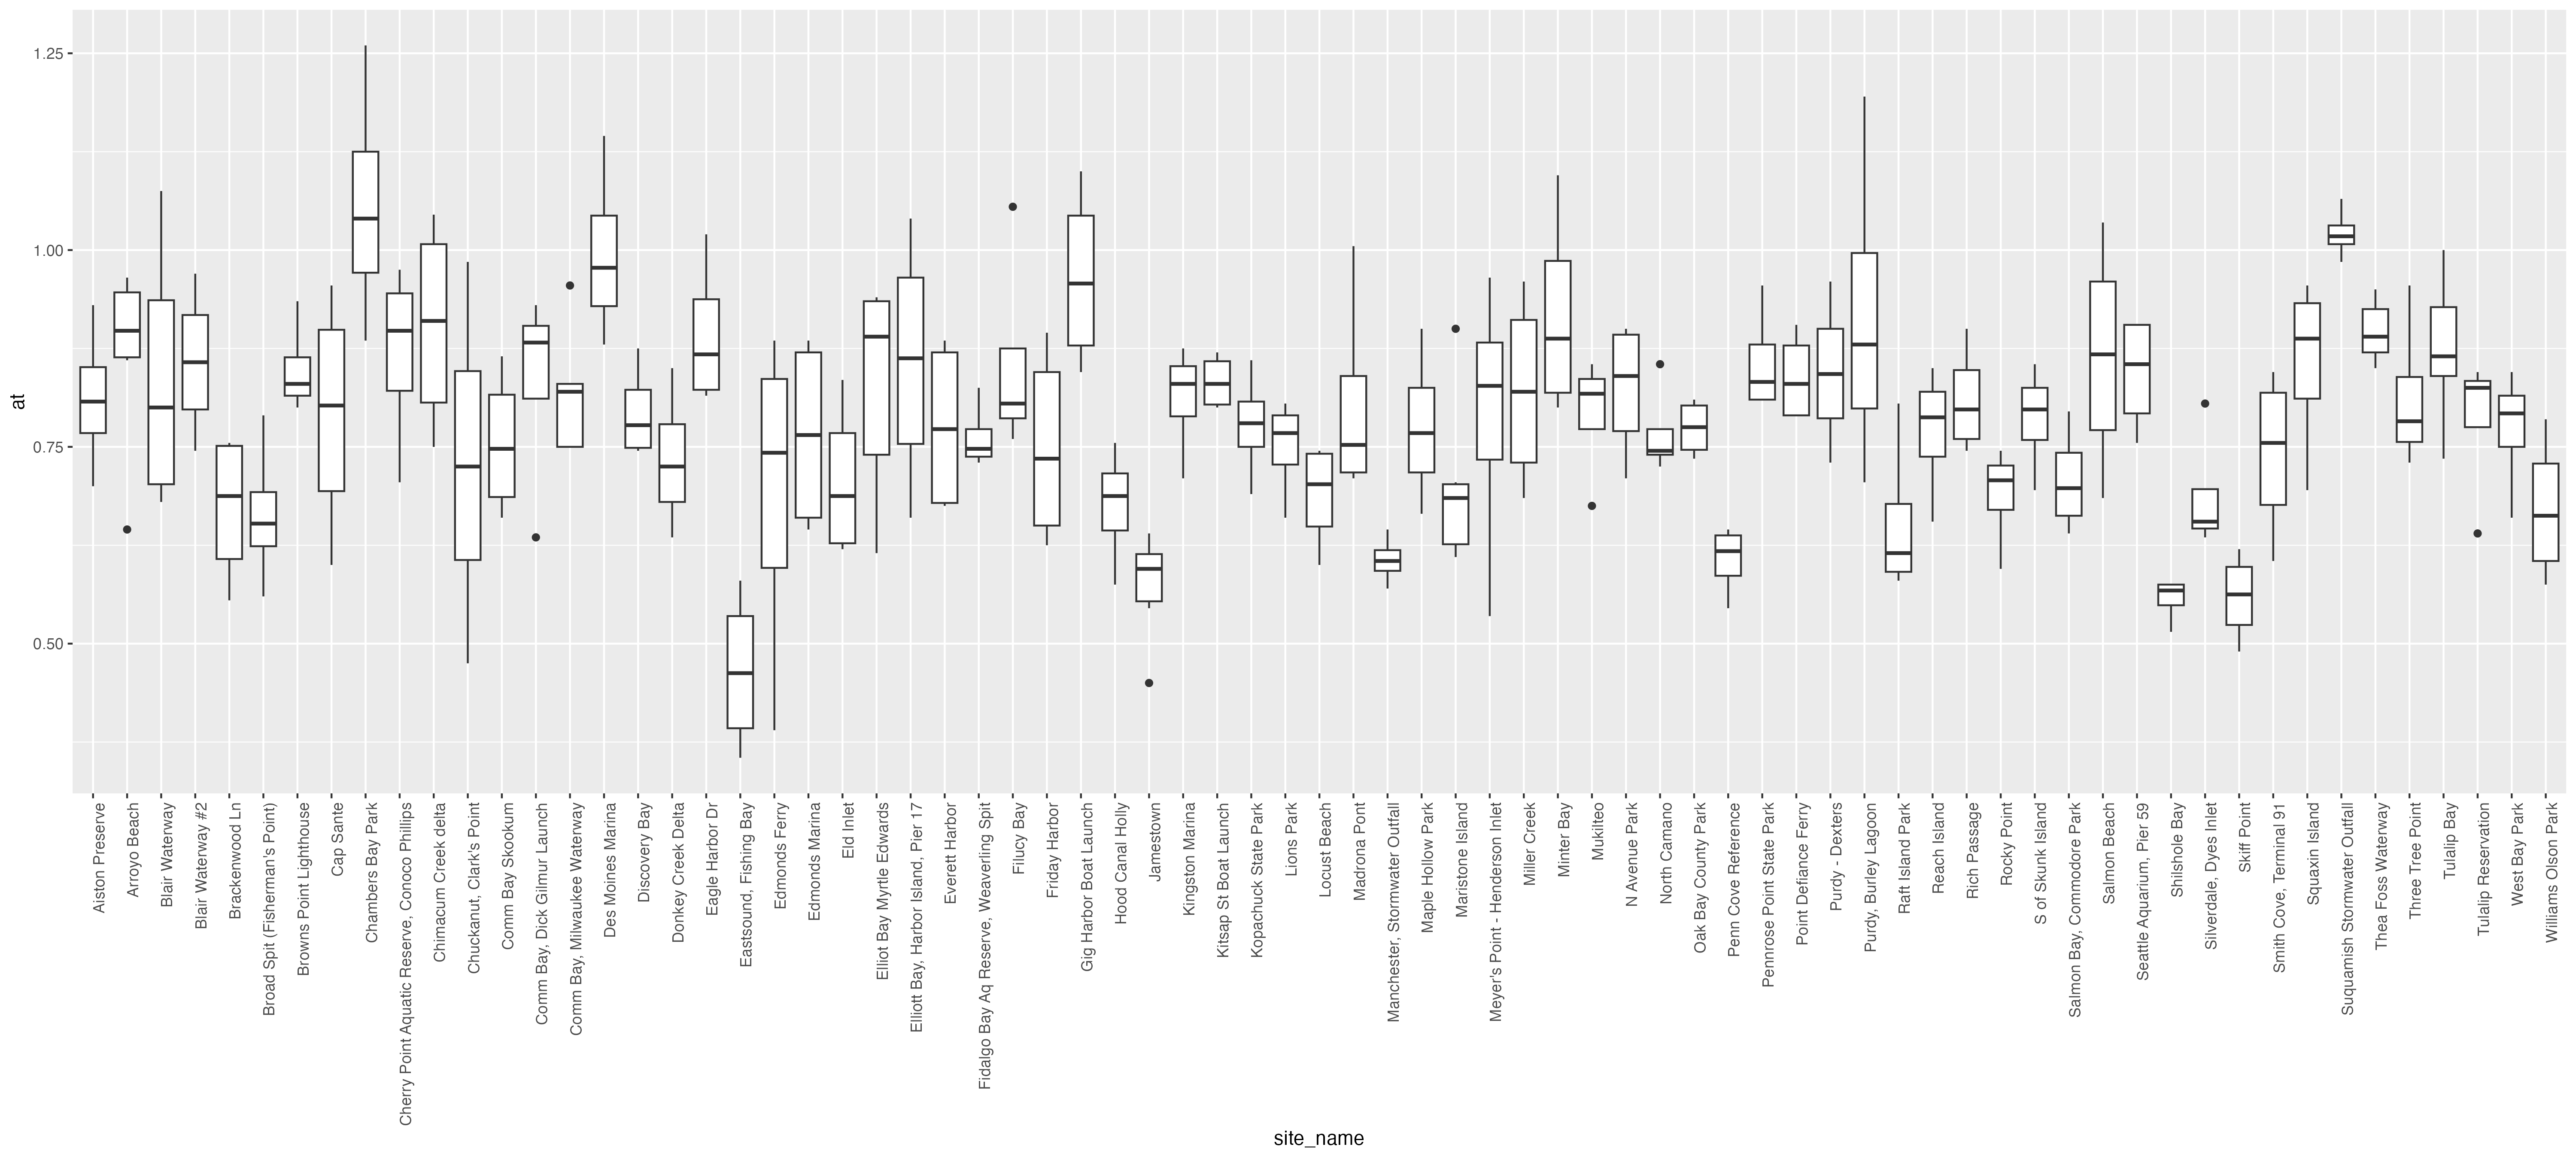 1.25
1.00
0.75
0.50
at
Aiston Preserve
Arroyo Beach
Blair Waterway
Blair Waterway #2
Brackenwood Ln
Broad Spit (Fisherman's Point)
Browns Point Lighthouse
Cap Sante
Chambers Bay Park
Cherry Point Aquatic Reserve, Conoco Phillips
Chimacum Creek delta
Chuckanut, Clark's Point
Comm Bay Skookum
Comm Bay, Dick Gilmur Launch
Comm Bay, Milwaukee Waterway
Des Moines Marina
Discovery Bay
Donkey Creek Delta
Eagle Harbor Dr
Eastsound, Fishing Bay
Edmonds Ferry
Edmonds Marina
Eld Inlet
Elliot Bay Myrtle Edwards
Elliott Bay, Harbor Island, Pier 17
Everett Harbor
Fidalgo Bay Aq Reserve, Weaverling Spit
Filucy Bay
Friday Harbor
Gig Harbor Boat Launch
Hood Canal Holly
Jamestown
Kingston Marina
Kitsap St Boat Launch
Kopachuck State Park
Lions Park
Locust Beach
Madrona Pont
Manchester, Stormwater Outfall
Maple Hollow Park
Maristone Island
Meyer's Point - Henderson Inlet
Miller Creek
Minter Bay
Mukilteo
N Avenue Park
North Camano
Oak Bay County Park
Penn Cove Reference
Pennrose Point State Park
Point Defiance Ferry
Purdy - Dexters
Purdy, Burley Lagoon
Raft Island Park
Reach Island
Rich Passage
Rocky Point
S of Skunk Island
Salmon Bay, Commodore Park
Salmon Beach
Seattle Aquarium, Pier 59
Shilshole Bay
Silverdale, Dyes Inlet
Skiff Point
Smith Cove, Terminal 91
Squaxin Island
Suquamish Stormwater Outfall
Thea Foss Waterway
Three Tree Point
Tulalip Bay
Tulalip Reservation
West Bay Park
Williams Olson Park
site_name